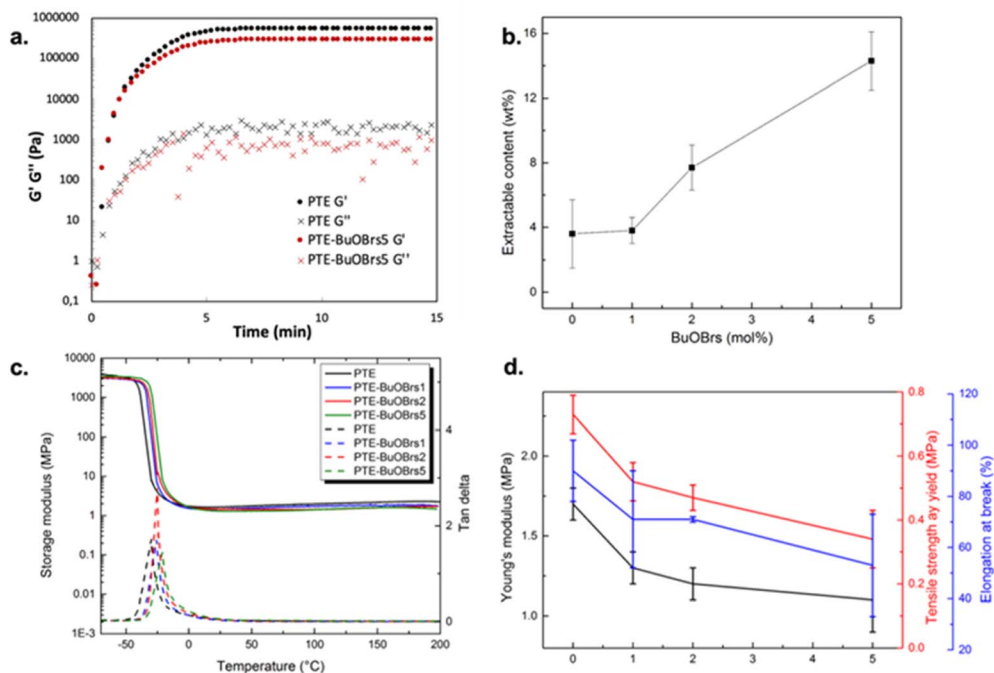 a.
1000000
100000
10000
1000
100
10
1
0,1
G' G'' (Pa)
0 5 10 15
Time (min)
PTE G'
PTE G''
PTE-BuOBrs5 G'
PTE-BuOBrs5 G''
b.
16
12
8
4
0
Extractable content (wt%)
0 1 2 3 4 5
BuOBrs (mol%)
c.
10000
1000
100
10
1
0.1
0.01
1E-3
Storage modulus (MPa)
-50 0 50 100 150 200
Temperature (°C)
4
2
0
Tan delta
PTE
PTE-BuOBrs1
PTE-BuOBrs2
PTE-BuOBrs5
PTE
PTE-BuOBrs1
PTE-BuOBrs2
PTE-BuOBrs5
d.
2.0
1.5
1.0
Young's modulus (MPa)
0 1 2 3 4 5
BuOBrs (mol%)
0.8
0.6
0.4
0.2
0.0
Tensile strength ay yield (MPa)
120
100
80
60
40
20
Elongation at break (%)